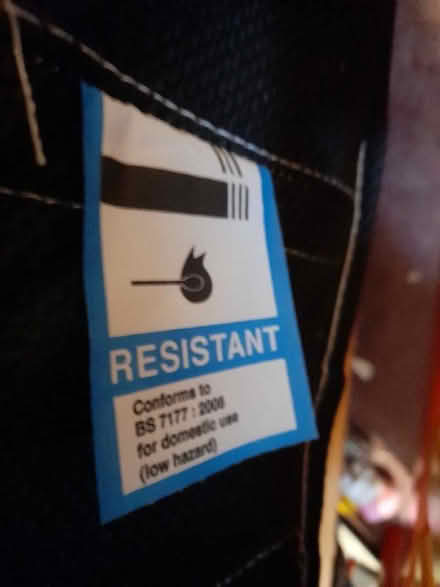 RESISTANT
Conforms to
BS 7177 : 2008
for domestic use
(low hazard)